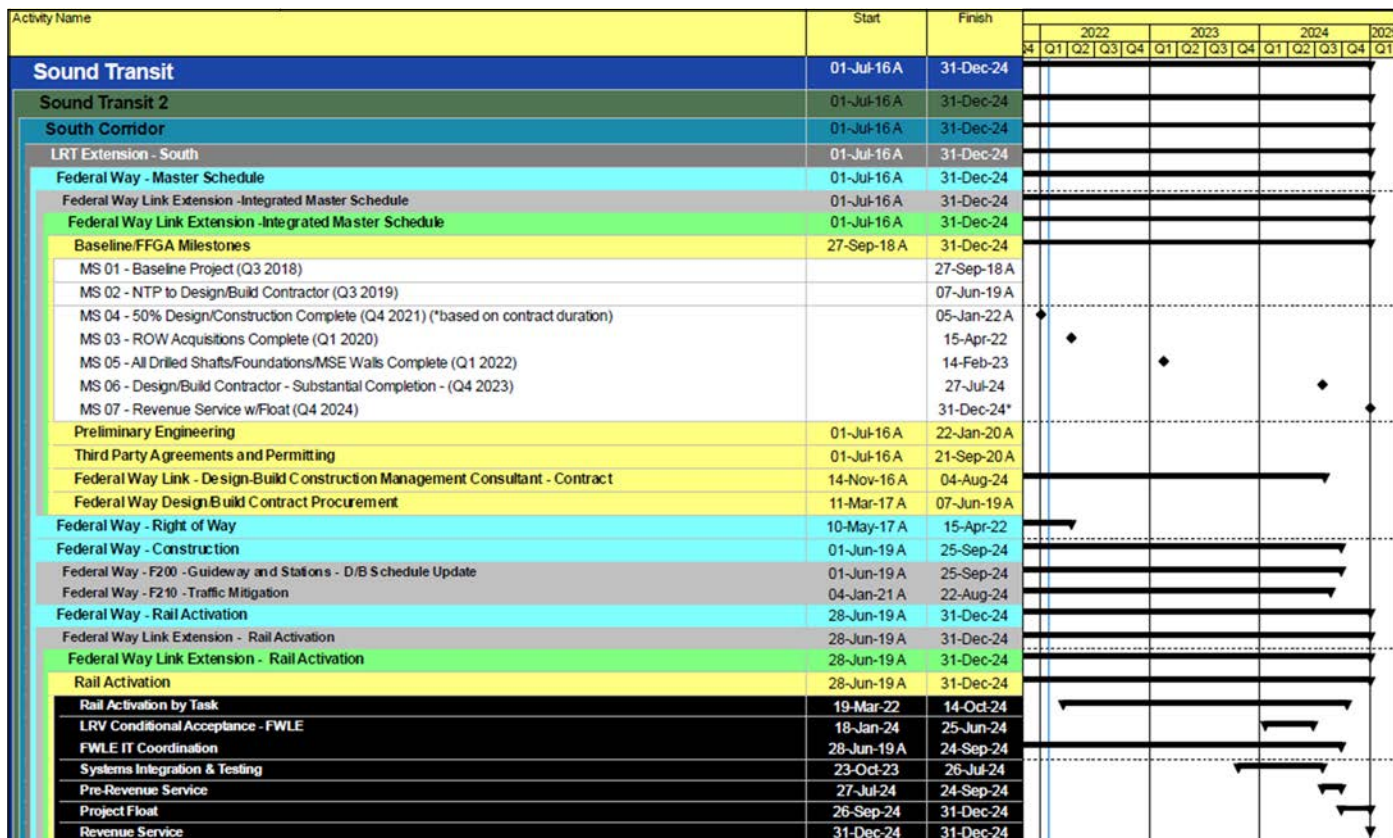 Activity Name Start Finish
2022 2023 2024 202
Q4 Q1 Q2 Q3 Q4 Q1 Q2 Q3 Q4 Q1 Q2 Q3 Q4 Q1
Sound Transit 01-Jul-16 A 31-Dec-24
Sound Transit 2 01-Jul-16 A 31-Dec-24
South Corridor 01-Jul-16 A 31-Dec-24
LRT Extension - South 01-Jul-16 A 31-Dec-24
Federal Way - Master Schedule 01-Jul-16 A 31-Dec-24
Federal Way Link Extension -Integrated Master Schedule 01-Jul-16 A 31-Dec-24
Federal Way Link Extension -Integrated Master Schedule 01-Jul-16 A 31-Dec-24
Baseline/FFGA Milestones 27-Sep-18 A 31-Dec-24
MS 01 - Baseline Project (Q3 2018) 27-Sep-18 A
MS 02 - NTP to Design/Build Contractor (Q3 2019) 07-Jun-19 A
MS 04 - 50% Design/Construction Complete (Q4 2021) (*based on contract duration) 05-Jan-22 A
MS 03 - ROW Acquisitions Complete (Q1 2020) 15-Apr-22
MS 05 - All Drilled Shafts/Foundations/MSE Walls Complete (Q1 2022) 14-Feb-23
MS 06 - Design/Build Contractor - Substantial Completion - (Q4 2023) 27-Jul-24
MS 07 - Revenue Service w/Float (Q4 2024) 31-Dec-24*
Preliminary Engineering 01-Jul-16 A 22-Jan-20 A
Third Party Agreements and Permitting 01-Jul-16 A 21-Sep-20 A
Federal Way Link - Design-Build Construction Management Consultant - Contract 14-Nov-16 A 04-Aug-24
Federal Way Design/Build Contract Procurement 11-Mar-17 A 07-Jun-19 A
Federal Way - Right of Way 10-May-17 A 15-Apr-22
Federal Way - Construction 01-Jun-19 A 25-Sep-24
Federal Way - F200 - Guideway and Stations - D/B Schedule Update 01-Jun-19 A 25-Sep-24
Federal Way - F210 - Traffic Mitigation 04-Jan-21 A 22-Aug-24
Federal Way - Rail Activation 28-Jun-19 A 31-Dec-24
Federal Way Link Extension - Rail Activation 28-Jun-19 A 31-Dec-24
Federal Way Link Extension - Rail Activation 28-Jun-19 A 31-Dec-24
Rail Activation 28-Jun-19 A 31-Dec-24
Rail Activation by Task 19-Mar-22 14-Oct-24
LRV Conditional Acceptance - FWLE 18-Jan-24 25-Jun-24
FWLE IT Coordination 28-Jun-19 A 24-Sep-24
Systems Integration & Testing 23-Oct-23 26-Jul-24
Pre-Revenue Service 27-Jul-24 24-Sep-24
Project Float 26-Sep-24 31-Dec-24
Revenue Service 31-Dec-24 31-Dec-24